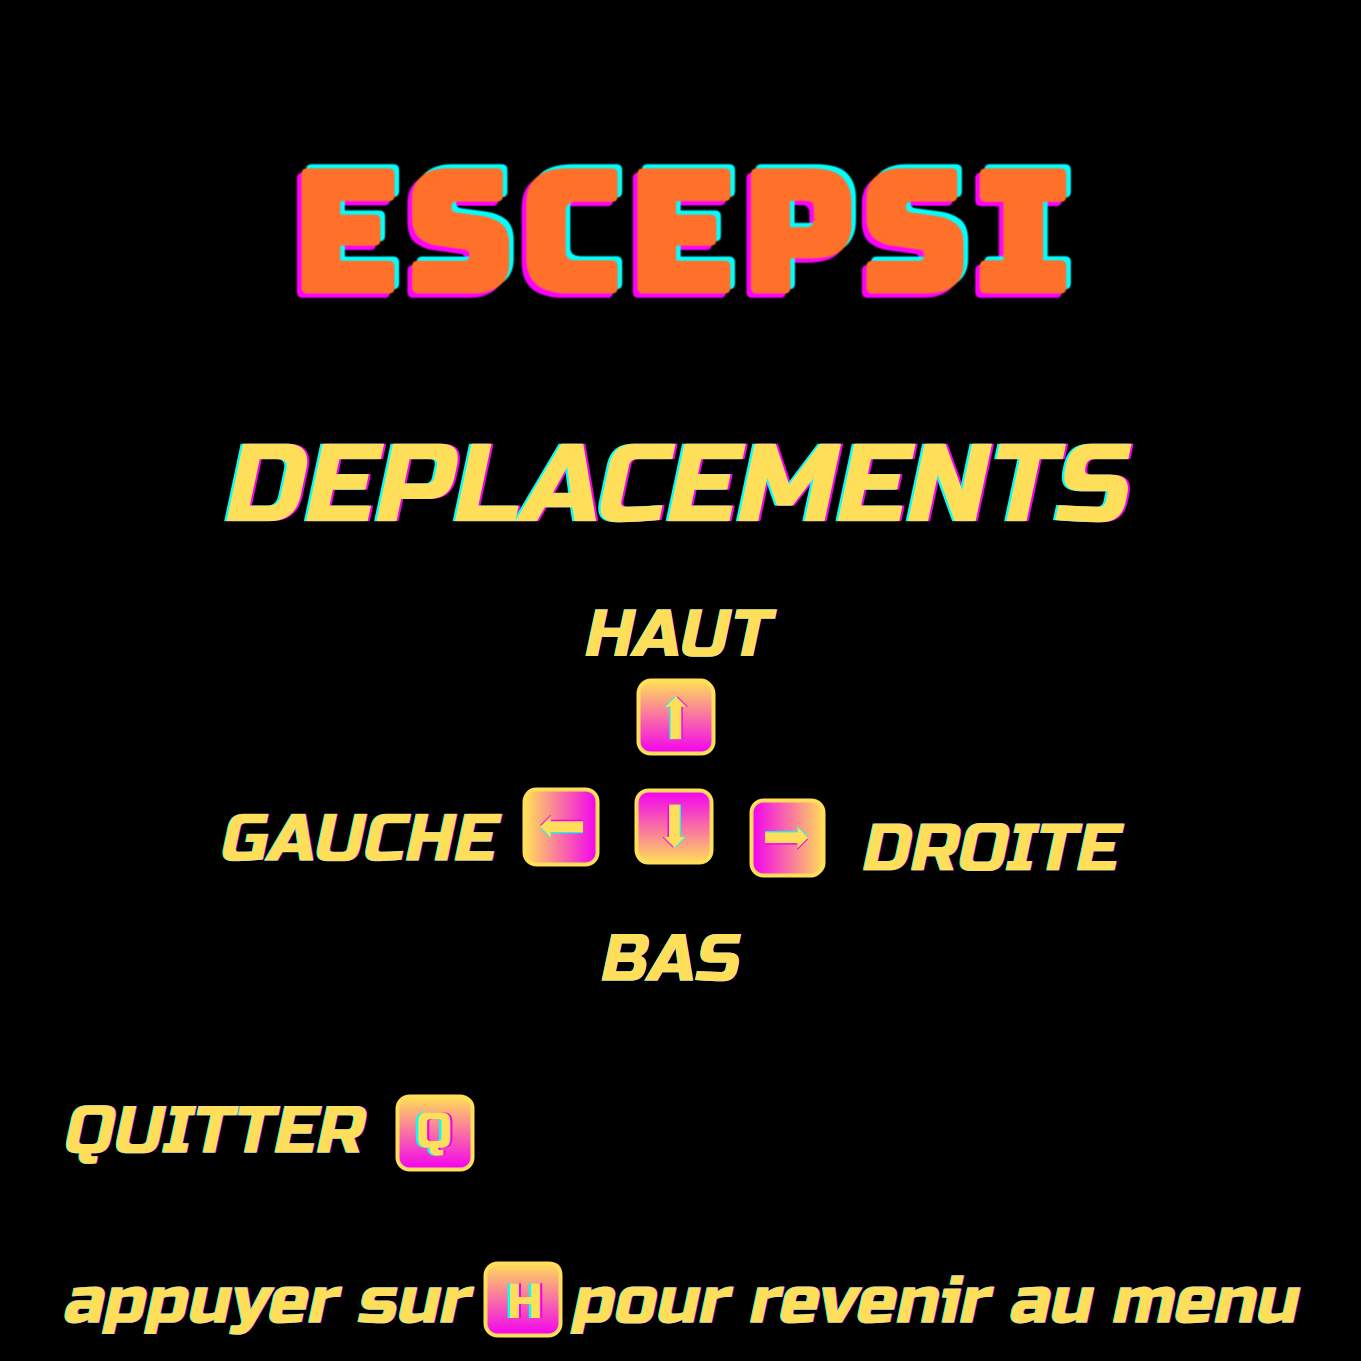 ESCEPSI
DEPLACEMENTS
HAUT
↑
GAUCHE ← ↓ → DROITE
BAS
QUITTER Q
appuyer sur H pour revenir au menu